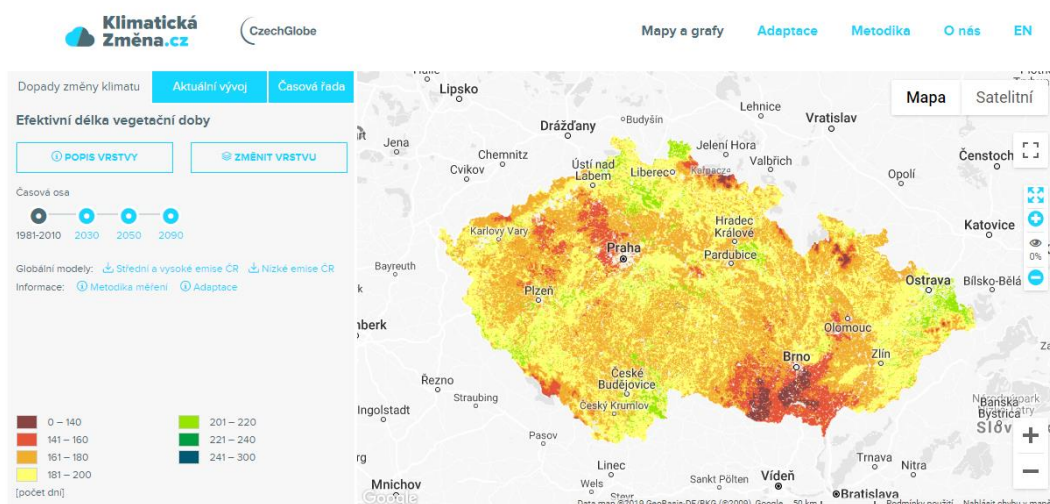 Klimatická
Změna.cz
CzechGlobe
Mapy a grafy
Adaptace
Metodika
O nás
EN
Dopady změny klimatu
Aktuální vývoj
Časová řada
Efektivní délka vegetační doby
POPIS VRSTVY
ZMĚNIT VRSTVU
Časová osa
1981-2010
2030
2050
2090
Globální modely:
Střední a vysoké emise ČR
Nízké emise ČR
Informace:
Metodika měření
Adaptace
0 – 140
141 – 160
161 – 180
181 – 200
201 – 220
221 – 240
241 – 300
[počet dní]
Mapa
Satelitní
0%
Lipsko
Lehnice
Vratislav
Drážďany
Budyšín
Jena
Chemnitz
Jelení Hora
Valbřich
Čenstoch
Cvikov
Ústí nad
Labem
Liberec
Opolí
Karlovy Vary
Hradec
Králové
Katovice
Praha
Pardubice
Bayreuth
Plzeň
Ostrava
Bílsko-Bělá
nberk
Olomouc
Brno
Zlín
Řezno
České
Budějovice
Straubing
Český Krumlov
Ingolstadt
Banská
Bystrica
Pasov
Linec
Trnava
Nitra
Mnichov
Wels
Sankt Pölten
Vídeň
Bratislava
Google
50 km